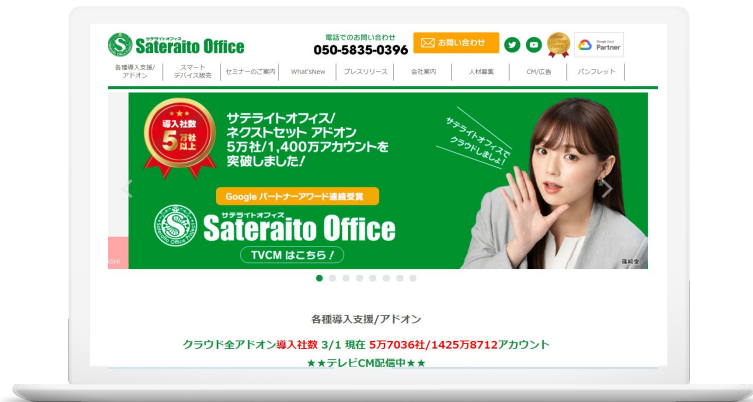 サテライトオフィス
Sateraito Office
電話でのお問い合わせ
050-5835-0396
お問い合わせ
Google Cloud
Partner
各種導入支援/
アドオン
スマート
デバイス販売
セミナーのご案内
What'sNew
プレスリリース
会社案内
人材募集
CM/広告
パンフレット
導入社数
5万社
以上
サテライトオフィス/
ネクストセット アドオン
5万社/1,400万アカウントを
突破しました!
サテライトオフィスで
クラウドしましょ!
Google パートナーアワード連続受賞
サテライトオフィス
Sateraito Office
TVCM はこちら!
篠崎愛
各種導入支援/アドオン
クラウド全アドオン導入社数 3/1 現在 5万7036社/1425万8712アカウント
★★テレビCM配信中★★